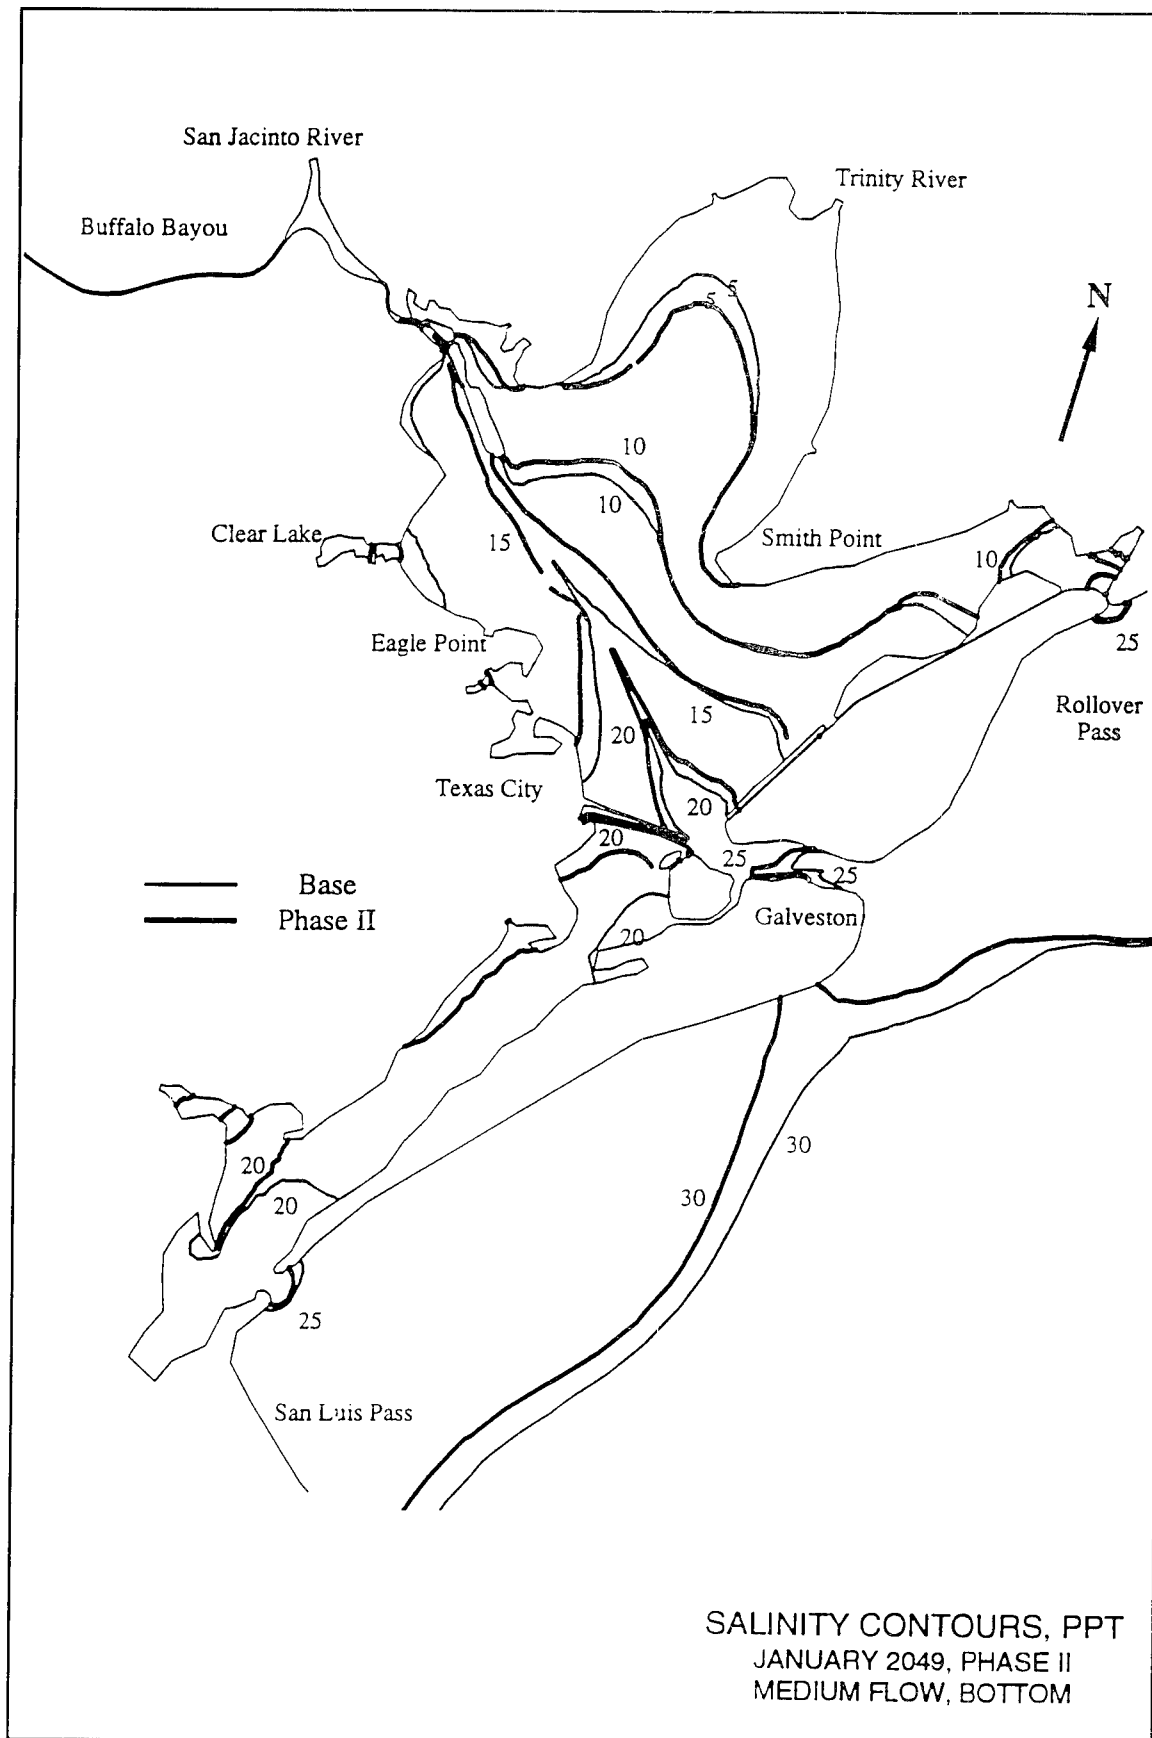 San Jacinto River
Trinity River
Buffalo Bayou
5
5
N
10
10
Clear Lake
15
Smith Point
10
Eagle Point
25
15
20
Rollover
Pass
Texas City
20
20
25
25
Base
Phase II
Galveston
20
30
20
20
30
25
San Luis Pass
SALINITY CONTOURS, PPT
JANUARY 2049, PHASE II
MEDIUM FLOW, BOTTOM